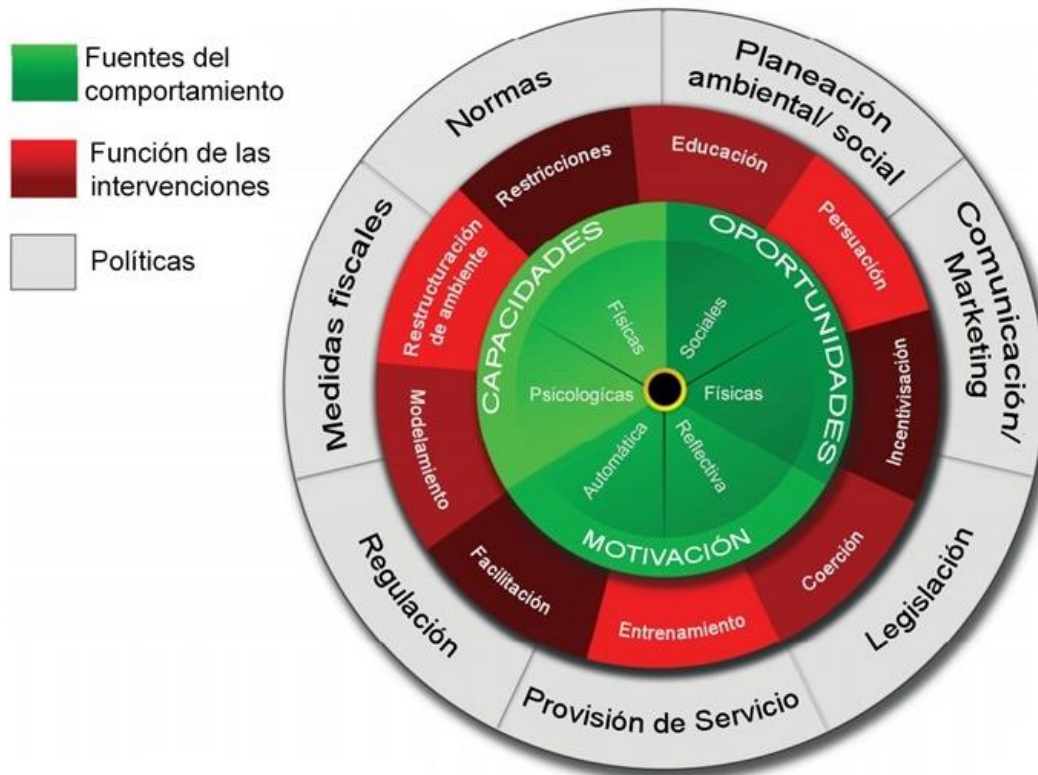 Fuentes del
comportamiento
Función de las
intervenciones
Políticas
Normas
Planeación
ambiental/ social
Comunicación/
Marketing
Legislación
Provisión de Servicio
Regulación
Medidas fiscales
Restricciones
Educación
Persuación
Incentivisación
Coerción
Entrenamiento
Facilitación
Modelamiento
Restructuración
de ambiente
CAPACIDADES
OPORTUNIDADES
MOTIVACIÓN
Físicas
Sociales
Psicologícas
Físicas
Automática
Reflectiva